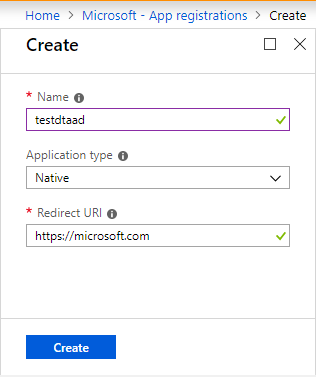 Home > Microsoft - App registrations > Create
Create
* Name
testdtaad
Application type
Native
* Redirect URI
https://microsoft.com
Create